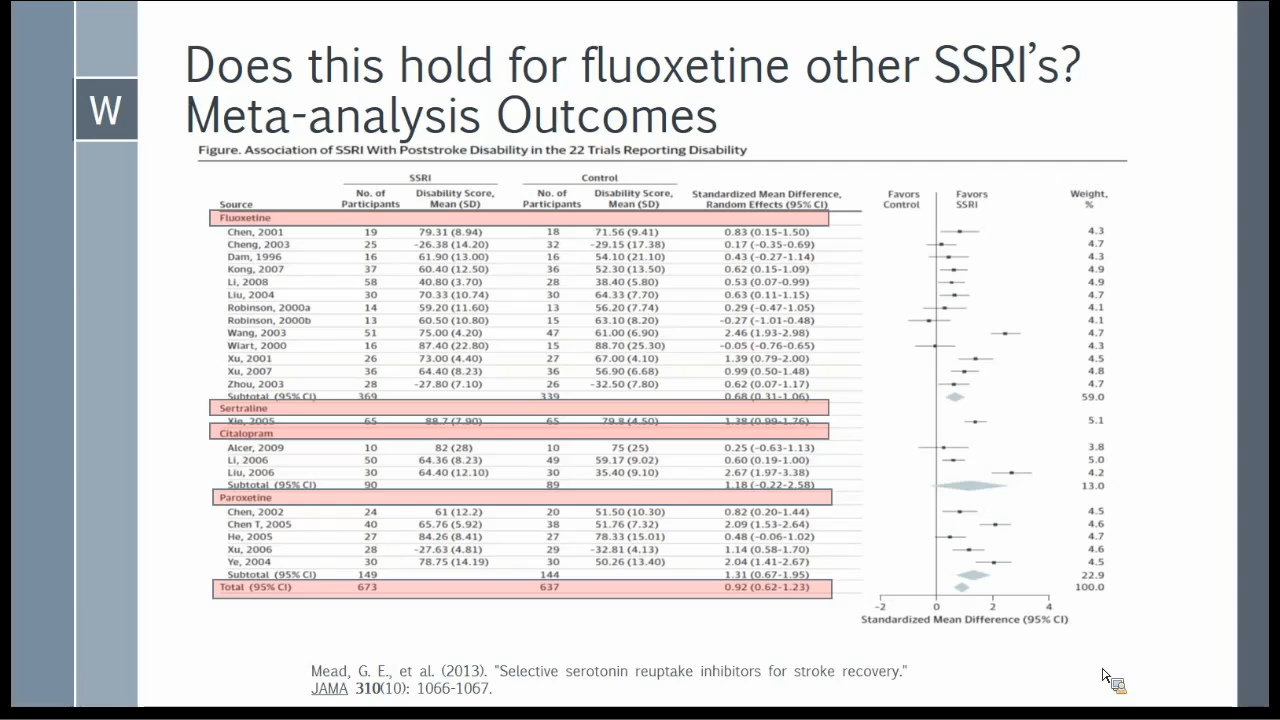 W
Does this hold for fluoxetine other SSRI's?
Meta-analysis Outcomes
Figure. Association of SSRI With Poststroke Disability in the 22 Trials Reporting Disability
SSRI Control
No. of Disability Score, No. of Disability Score, Standardized Mean Difference, Favors Favors Weight,
Source Participants Mean (SD) Participants Mean (SD) Random Effects (95% CI) Control SSRI %
Fluoxetine
Chen, 2001 19 79.31 (8.94) 18 71.56 (9.41) 0.83 (0.15-1.50) 4.3
Cheng, 2003 25 -26.38 (14.20) 32 -29.15 (17.38) 0.17 (-0.35-0.69) 4.7
Dam, 1996 16 61.90 (13.00) 16 54.10 (21.10) 0.43 (-0.27-1.14) 4.3
Kong, 2007 37 60.40 (12.50) 36 52.30 (13.50) 0.62 (0.15-1.09) 4.9
Li, 2008 58 40.80 (3.70) 28 38.40 (5.80) 0.53 (0.07-0.99) 4.9
Liu, 2004 30 70.33 (10.74) 30 64.33 (7.70) 0.63 (0.11-1.15) 4.7
Robinson, 2000a 14 59.20 (11.60) 13 56.20 (7.74) 0.29 (-0.47-1.05) 4.1
Robinson, 2000b 13 60.50 (10.80) 15 63.10 (8.20) -0.27 (-1.01-0.48) 4.1
Wang, 2003 51 75.00 (4.20) 47 61.00 (6.90) 2.46 (1.93-2.98) 4.7
Wiart, 2000 16 87.40 (22.80) 15 88.70 (25.30) -0.05 (-0.76-0.65) 4.3
Xu, 2001 26 73.00 (4.40) 27 67.00 (4.10) 1.39 (0.79-2.00) 4.5
Xu, 2007 36 64.40 (8.23) 36 56.90 (6.68) 0.99 (0.50-1.48) 4.8
Zhou, 2003 28 -27.80 (7.10) 26 -32.50 (7.80) 0.62 (0.07-1.17) 4.7
Subtotal (95% CI) 369 339 0.68 (0.31-1.06) 59.0
Sertraline
Xie, 2005 65 88.7 (7.90) 65 79.8 (4.50) 1.38 (0.99-1.76) 5.1
Citalopram
Alcer, 2009 10 82 (28) 10 75 (25) 0.25 (-0.63-1.13) 3.8
Li, 2006 50 64.36 (8.23) 49 59.17 (9.02) 0.60 (0.19-1.00) 5.0
Liu, 2006 30 64.40 (12.10) 30 35.40 (9.10) 2.67 (1.97-3.38) 4.2
Subtotal (95% CI) 90 89 1.18 (-0.22-2.58) 13.0
Paroxetine
Chen, 2002 24 61 (12.2) 20 51.50 (10.30) 0.82 (0.20-1.44) 4.5
Chen T, 2005 40 65.76 (5.92) 38 51.76 (7.32) 2.09 (1.53-2.64) 4.6
He, 2005 27 84.26 (8.41) 27 78.33 (15.01) 0.48 (-0.06-1.02) 4.7
Xu, 2006 28 -27.63 (4.81) 29 -32.81 (4.13) 1.14 (0.58-1.70) 4.6
Ye, 2004 30 78.75 (14.19) 30 50.26 (13.40) 2.04 (1.41-2.67) 4.5
Subtotal (95% CI) 149 144 1.31 (0.67-1.95) 22.9
Total (95% CI) 673 637 0.92 (0.62-1.23) 100.0
-2 0 2 4
Standardized Mean Difference (95% CI)
Mead, G. E., et al. (2013). "Selective serotonin reuptake inhibitors for stroke recovery."
JAMA 310(10): 1066-1067.